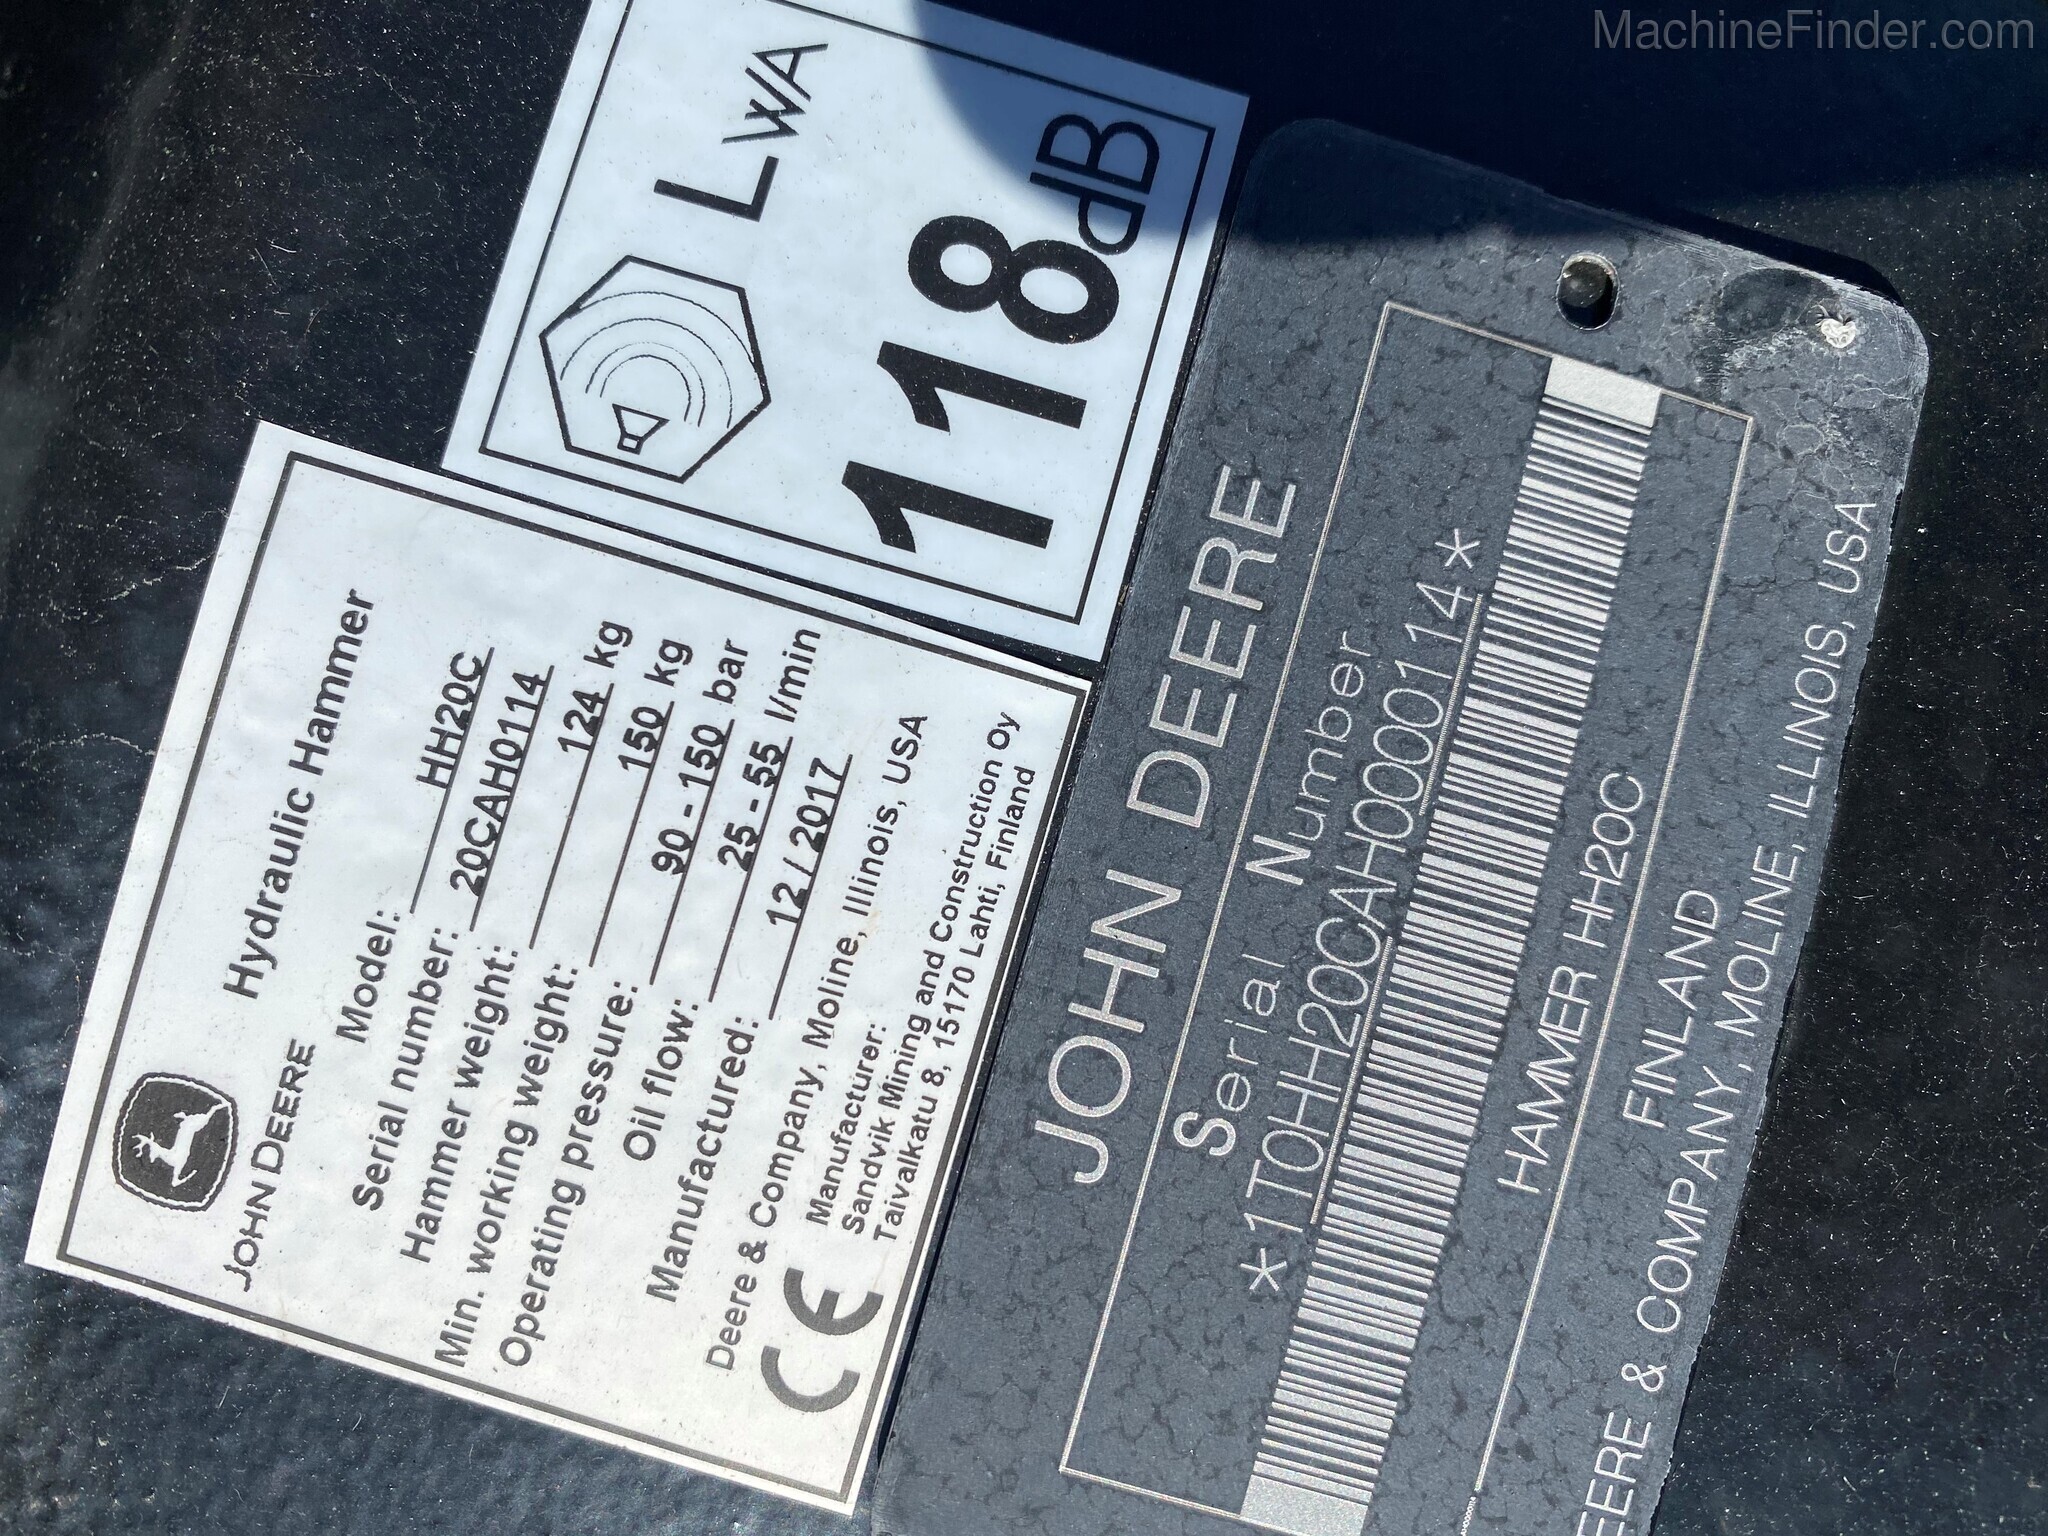 MachineFinder.com
LWA
118dB
JOHN DEERE
Hydraulic Hammer
Model: HH20C
Serial number: 20CAH0114
Hammer weight: 124 kg
Min. working weight: 150 kg
Operating pressure: 90 - 150 bar
Oil flow: 25 - 55 l/min
Manufactured: 12 / 2017
Deere & Company, Moline, Illinois, USA
CE
Manufacturer:
Sandvik Mining and Construction Oy
Taivalkatu 8, 15170 Lahti, Finland
JOHN DEERE
Serial Number
*1T0HH20CAH0000114*
HAMMER HH20C
FINLAND
EERE & COMPANY, MOLINE, ILLINOIS, USA